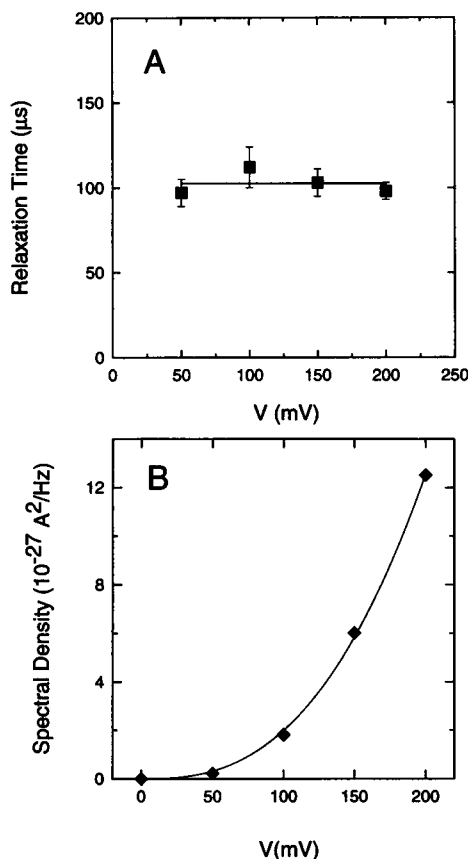 A
Relaxation Time (µs)
200
150
100
50
0
0 50 100 150 200 250
V (mV)
B
Spectral Density (10⁻²⁷ A²/Hz)
12
8
4
0
0 50 100 150 200
V(mV)